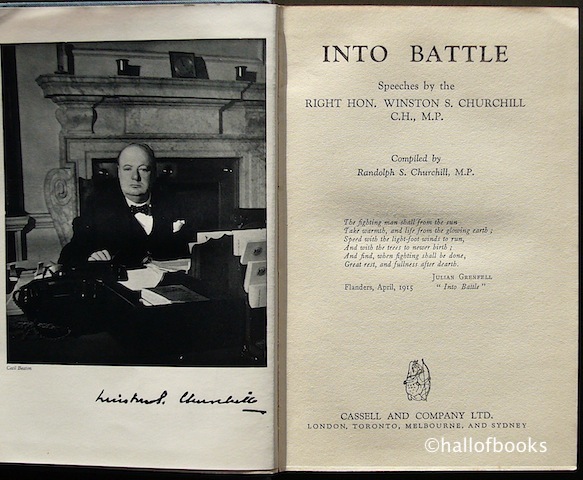 Cecil Beaton
Winston S. Churchill
INTO BATTLE
Speeches by the
RIGHT HON. WINSTON S. CHURCHILL
C.H., M.P.
Compiled by
Randolph S. Churchill, M.P.
The fighting man shall from the sun
Take warmth, and life from the glowing earth ;
Speed with the light-foot winds to run,
And with the trees to newer birth ;
And find, when fighting shall be done,
Great rest, and fullness after dearth.
JULIAN GRENFELL
Flanders, April, 1915 " Into Battle "
CASSELL AND COMPANY LTD.
LONDON, TORONTO, MELBOURNE, AND SYDNEY
©hallofbooks